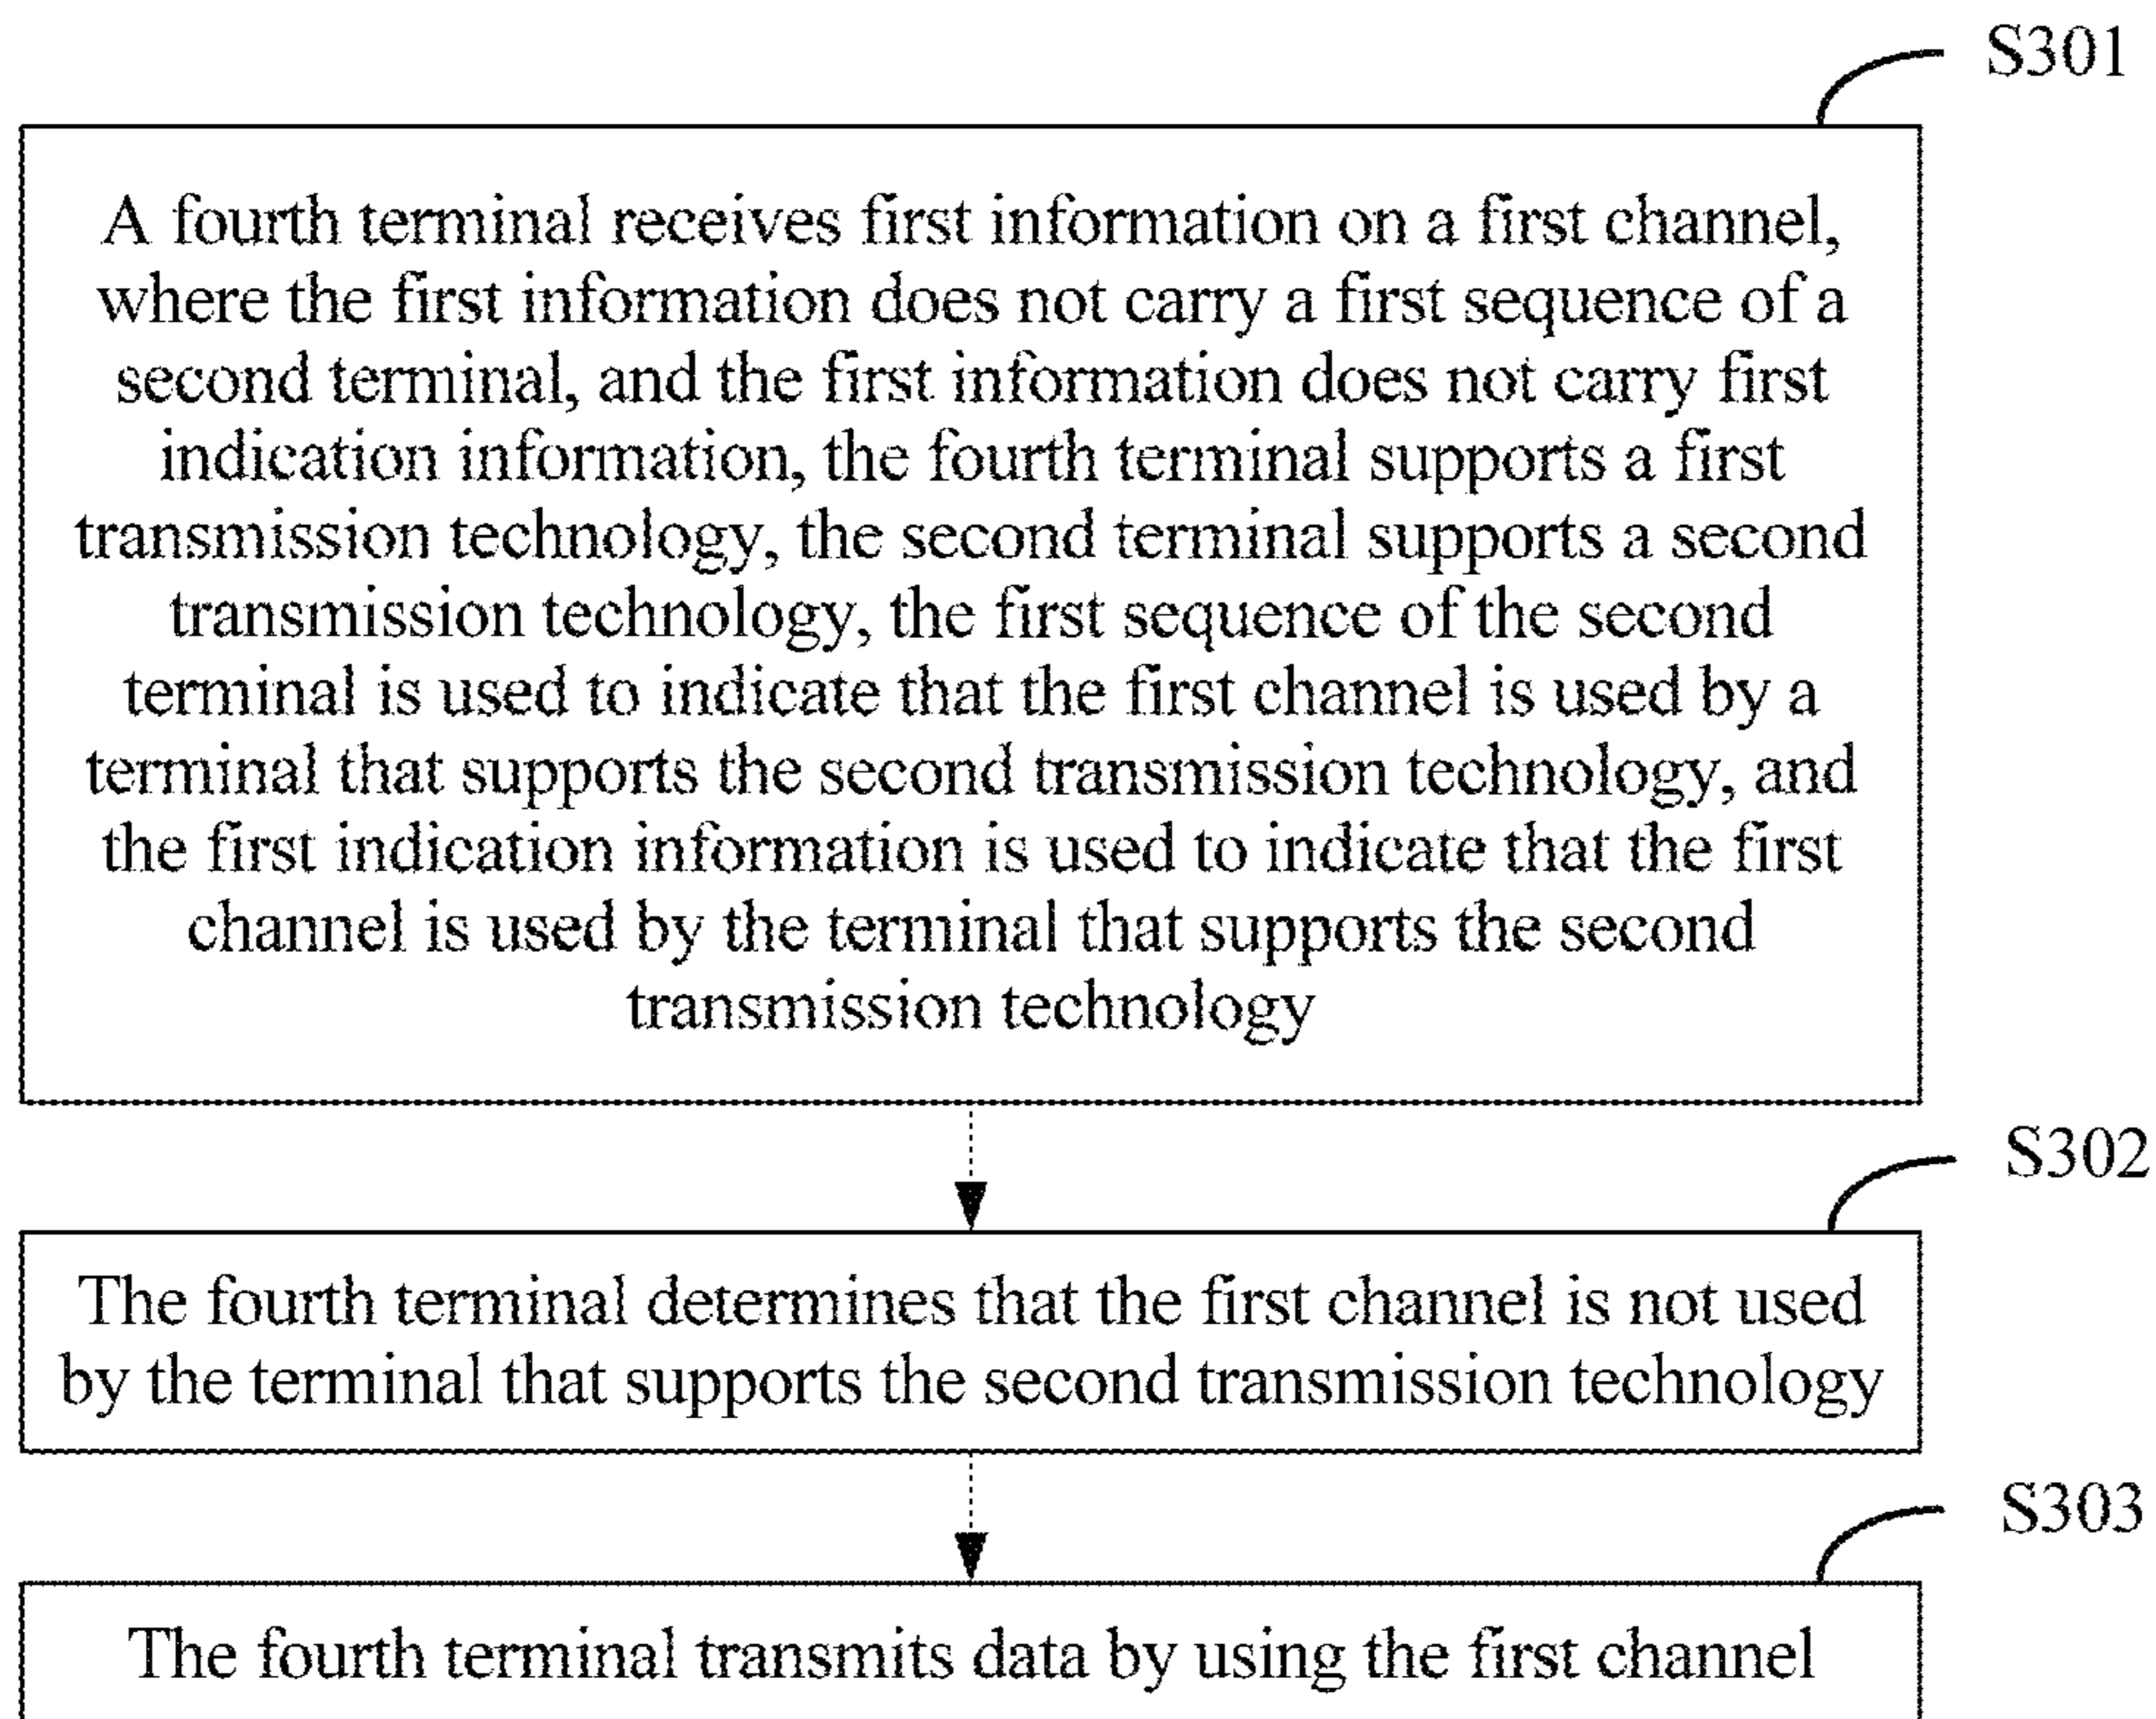 S301
A fourth terminal receives first information on a first channel,
where the first information does not carry a first sequence of a
second terminal, and the first information does not carry first
indication information, the fourth terminal supports a first
transmission technology, the second terminal supports a second
transmission technology, the first sequence of the second
terminal is used to indicate that the first channel is used by a
terminal that supports the second transmission technology, and
the first indication information is used to indicate that the first
channel is used by the terminal that supports the second
transmission technology
S302
The fourth terminal determines that the first channel is not used
by the terminal that supports the second transmission technology
S303
The fourth terminal transmits data by using the first channel